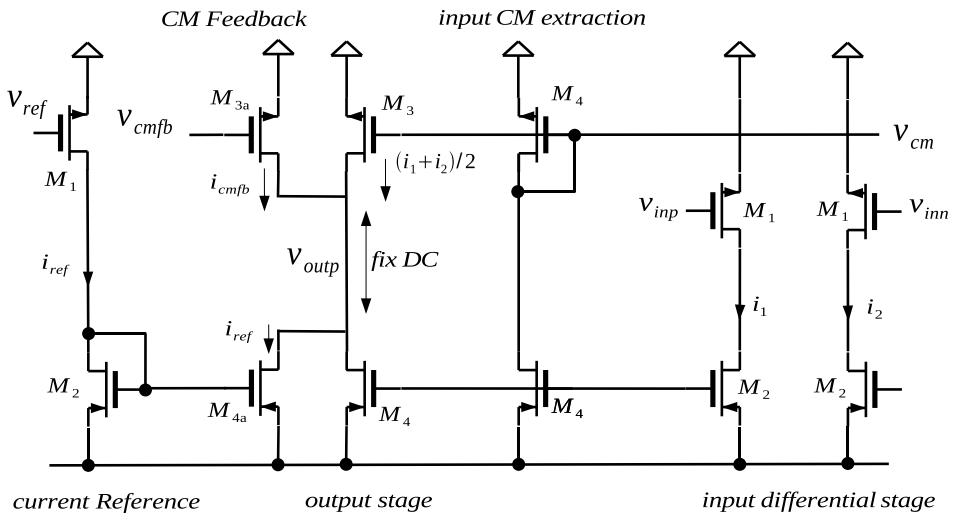 CM Feedback
input CM extraction
v_ref
v_cmfb
M_3a
M_3
M_4
v_cm
M_1
(i_1+i_2)/2
i_cmfb
v_inp
M_1
M_1
v_inn
v_outp
fix DC
i_ref
i_1
i_2
i_ref
M_2
M_4a
M_4
M_4
M_2
M_2
current Reference
output stage
input differential stage